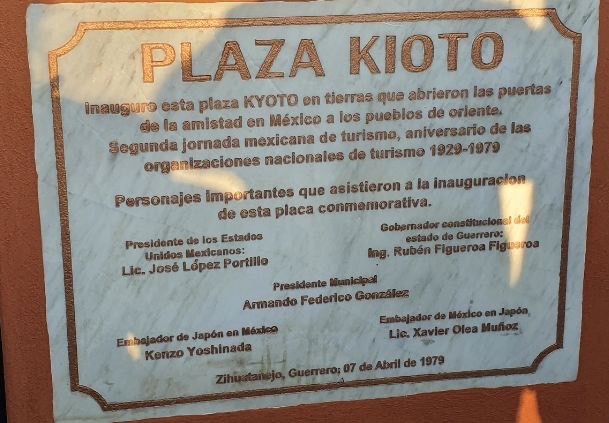 PLAZA KIOTO
Inauguro esta plaza KYOTO en tierras que abrieron las puertas
de la amistad en México a los pueblos de oriente.
Segunda jornada mexicana de turismo, aniversario de las
organizaciones nacionales de turismo 1929-1979
Personajes importantes que asistieron a la inauguracion
de esta placa conmemorativa.
Presidente de los Estados
Unidos Mexicanos:
Lic. José López Portillo
Gobernador constitucional del
estado de Guerrero:
Ing. Rubén Figueroa Figueroa
Presidente Municipal
Armando Federico González
Embajador de Japón en México
Kenzo Yoshinada
Embajador de México en Japón
Lic. Xavier Olea Muñoz
Zihuatanejo, Guerrero; 07 de Abril de 1979